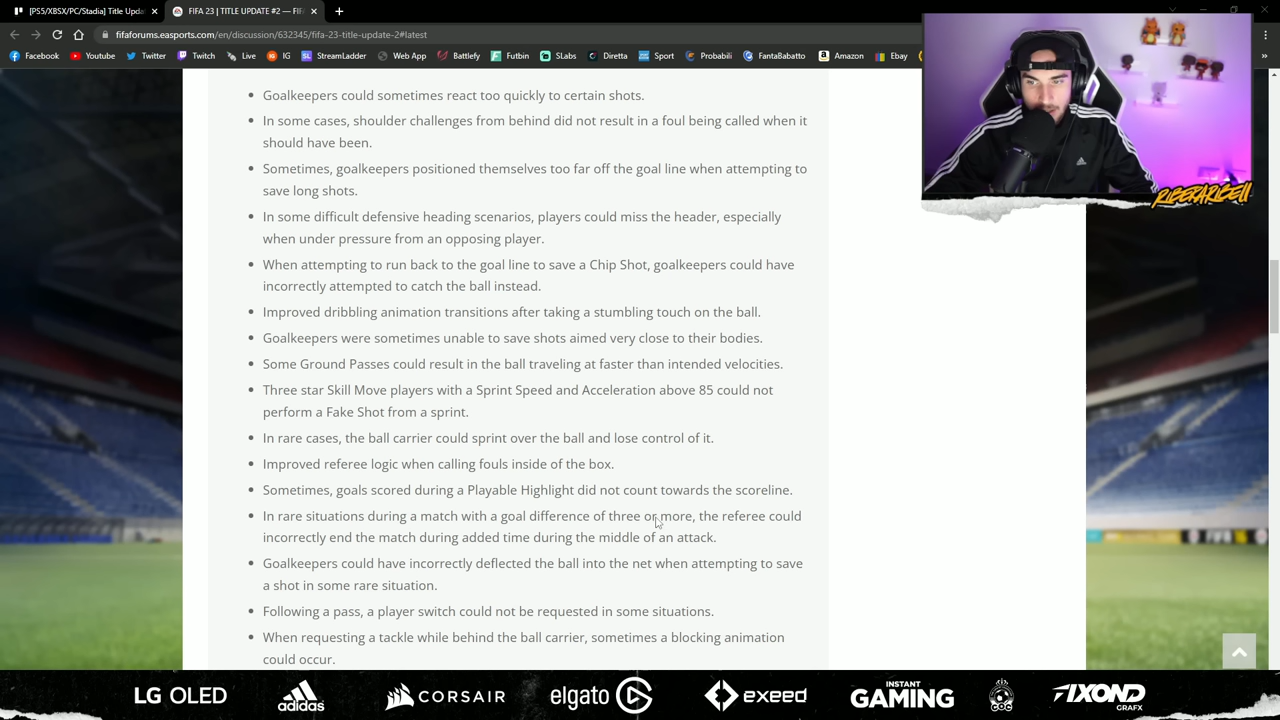 [PS5/XBSX/PC/Stadia] Title Upda
FIFA 23 | TITLE UPDATE #2 — FIF
fifaforums.easports.com/en/discussion/632345/fifa-23-title-update-2#latest
Facebook
Youtube
Twitter
Twitch
Live
IG
StreamLadder
Web App
Battlefy
Futbin
SLabs
Diretta
Sport
Probabili
FantaBabatto
Amazon
Ebay
Goalkeepers could sometimes react too quickly to certain shots.
In some cases, shoulder challenges from behind did not result in a foul being called when it
should have been.
Sometimes, goalkeepers positioned themselves too far off the goal line when attempting to
save long shots.
In some difficult defensive heading scenarios, players could miss the header, especially
when under pressure from an opposing player.
When attempting to run back to the goal line to save a Chip Shot, goalkeepers could have
incorrectly attempted to catch the ball instead.
Improved dribbling animation transitions after taking a stumbling touch on the ball.
Goalkeepers were sometimes unable to save shots aimed very close to their bodies.
Some Ground Passes could result in the ball traveling at faster than intended velocities.
Three star Skill Move players with a Sprint Speed and Acceleration above 85 could not
perform a Fake Shot from a sprint.
In rare cases, the ball carrier could sprint over the ball and lose control of it.
Improved referee logic when calling fouls inside of the box.
Sometimes, goals scored during a Playable Highlight did not count towards the scoreline.
In rare situations during a match with a goal difference of three or more, the referee could
incorrectly end the match during added time during the middle of an attack.
Goalkeepers could have incorrectly deflected the ball into the net when attempting to save
a shot in some rare situation.
Following a pass, a player switch could not be requested in some situations.
When requesting a tackle while behind the ball carrier, sometimes a blocking animation
could occur.
adidas
RIBERARIBELL
LG OLED
adidas
CORSAIR
elgato
exeed
INSTANT
GAMING
FIXOND
GRAFX